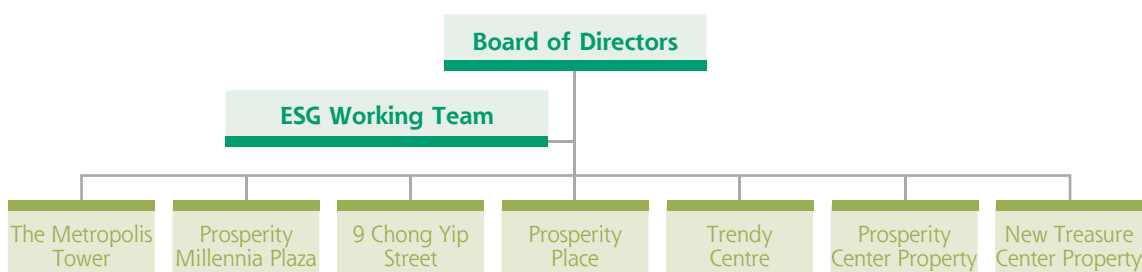 Board of Directors
ESG Working Team
The Metropolis
Tower
Prosperity
Millennia Plaza
9 Chong Yip
Street
Prosperity
Place
Trendy
Centre
Prosperity
Center Property
New Treasure
Center Property